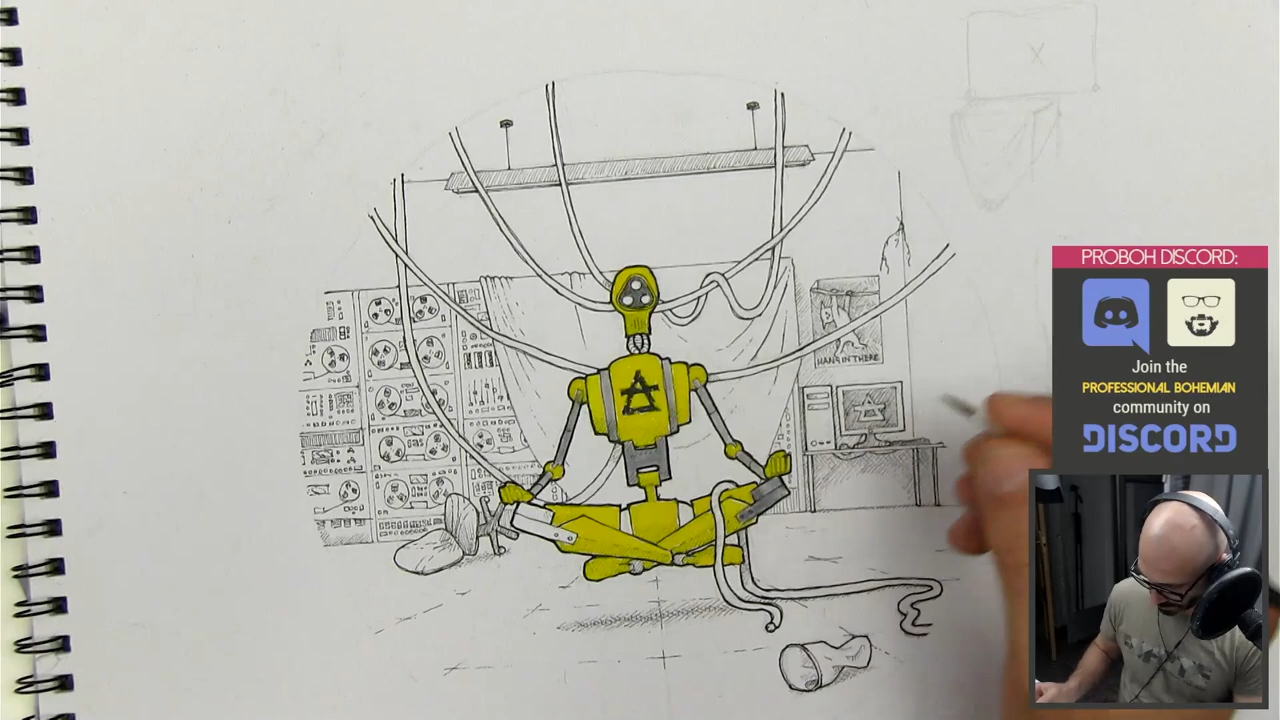 HANG IN THERE
PROBOH DISCORD:
Join the
PROFESSIONAL BOHEMIAN
community on
DISCORD